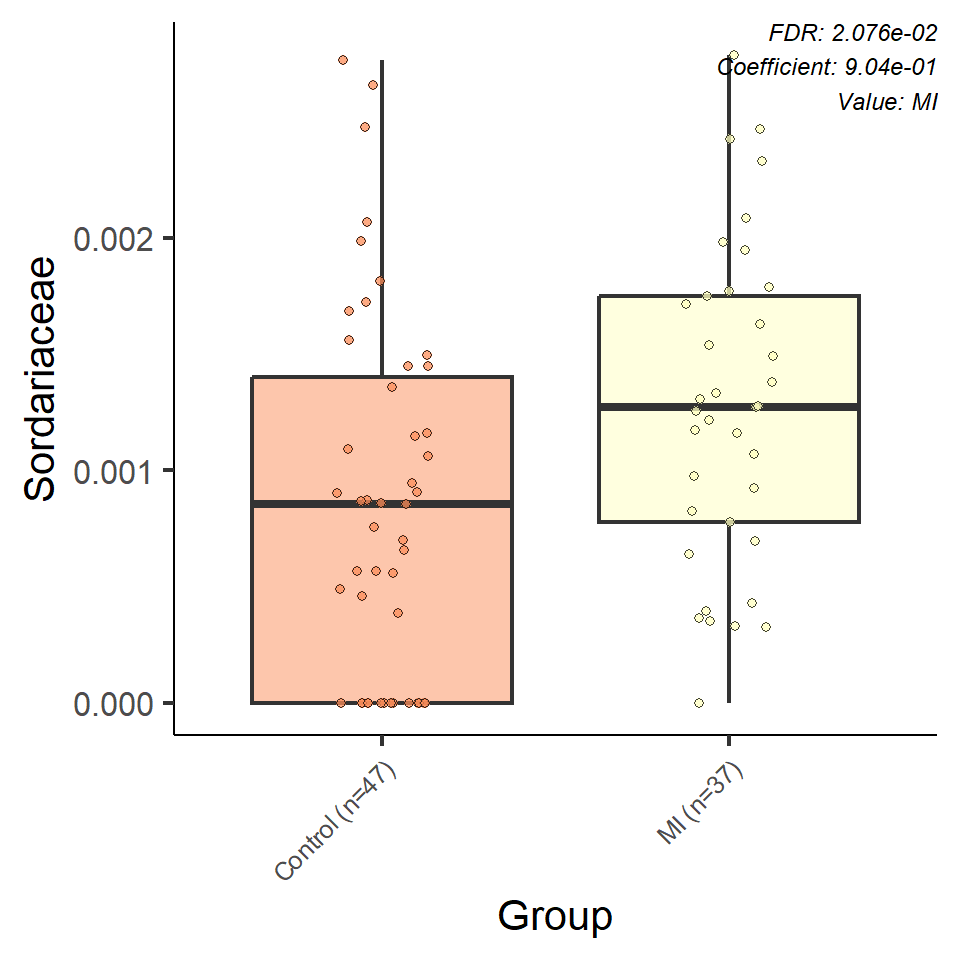 FDR: 2.076e-02
Coefficient: 9.04e-01
Value: MI
Sordariaceae
0.002
0.001
0.000
Control (n=47)
MI (n=37)
Group